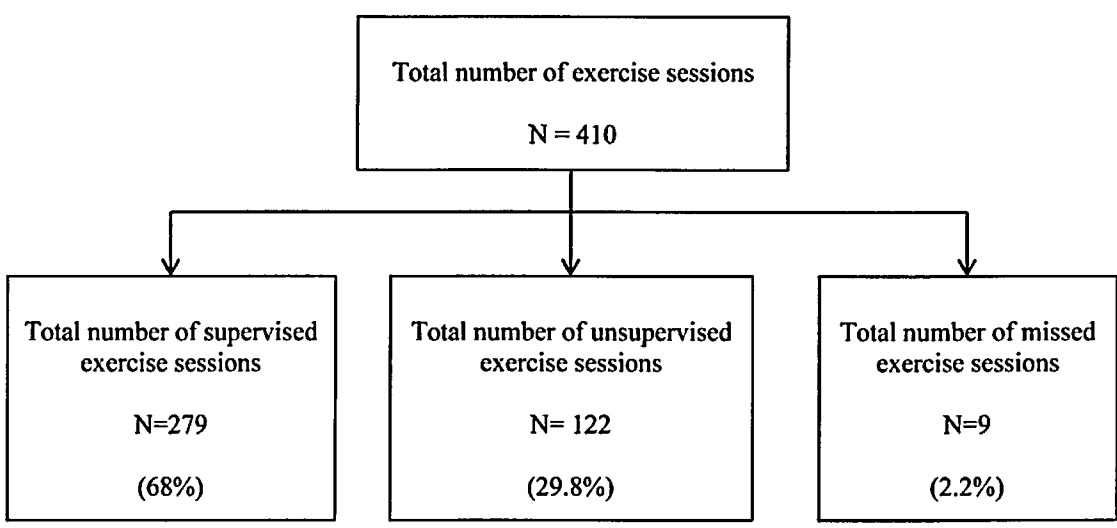 Total number of exercise sessions
N = 410
Total number of supervised
exercise sessions
N=279
(68%)
Total number of unsupervised
exercise sessions
N= 122
(29.8%)
Total number of missed
exercise sessions
N=9
(2.2%)